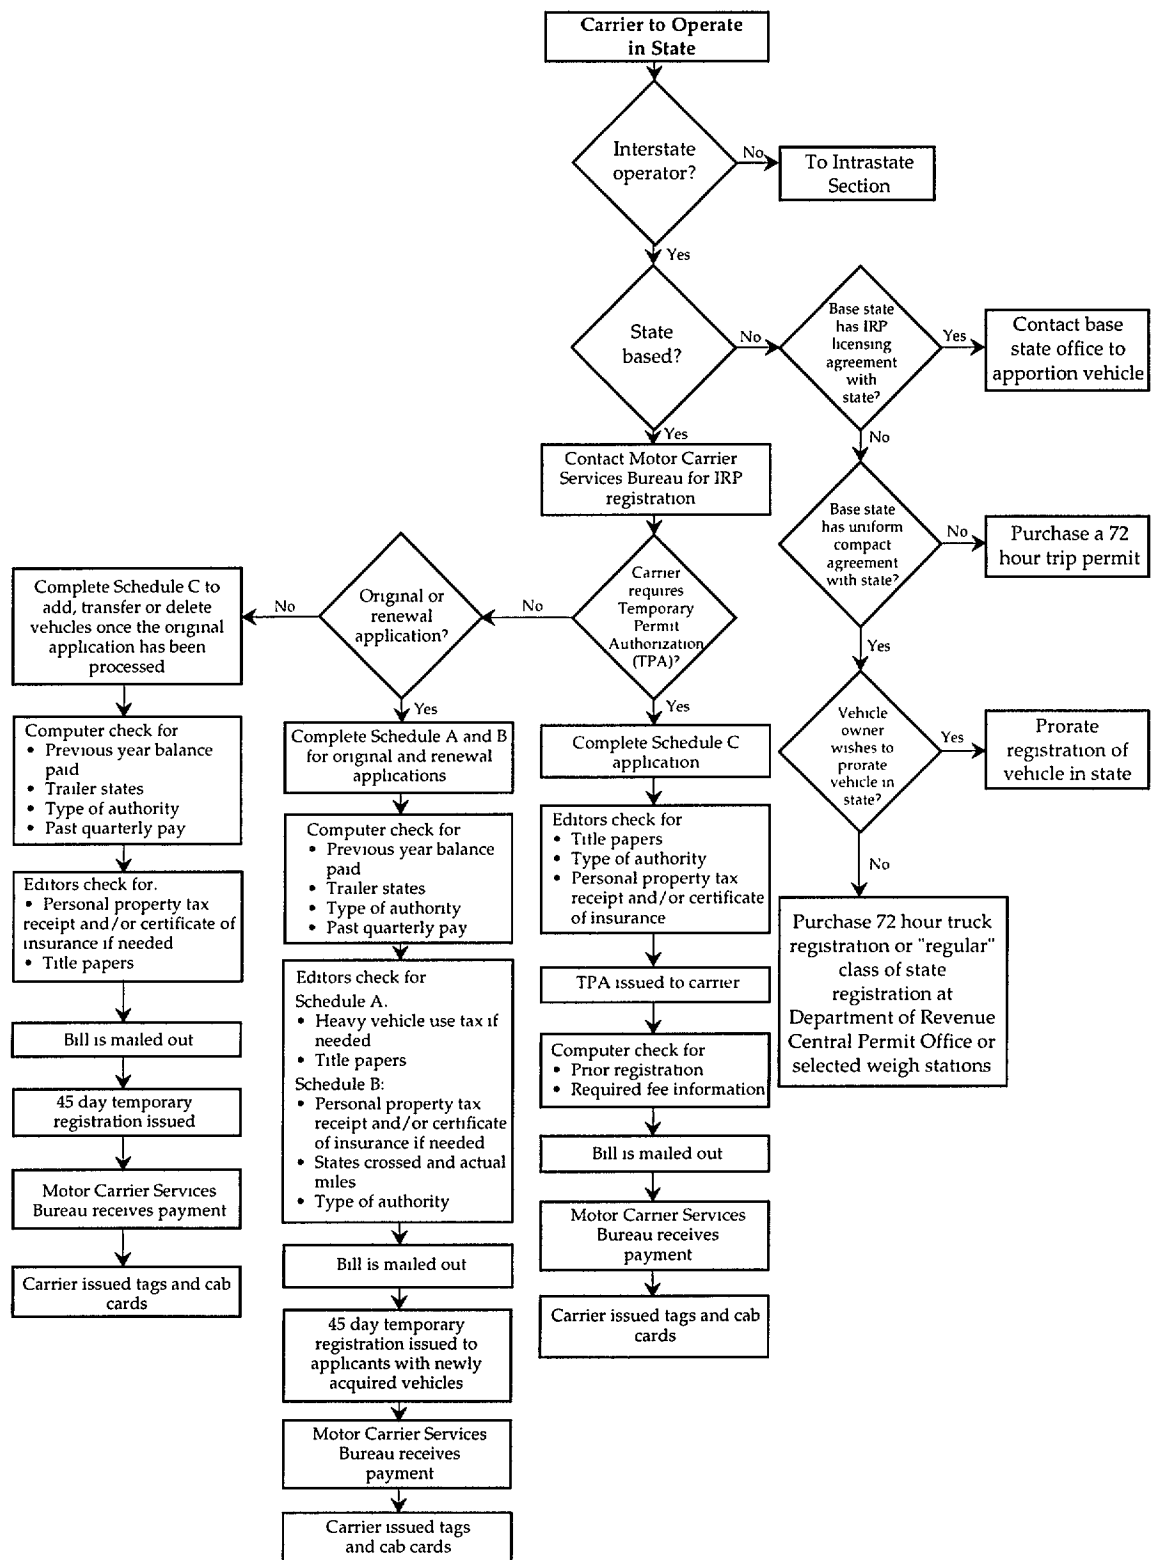 Carrier to Operate
in State
Interstate
operator?
No
To Intrastate
Section
Yes
State
based?
No
Base state
has IRP
licensing
agreement
with
state?
Yes
Contact base
state office to
apportion vehicle
Yes
No
Contact Motor Carrier
Services Bureau for IRP
registration
Base state
has uniform
compact
agreement
with state?
No
Purchase a 72
hour trip permit
Yes
Carrier
requires
Temporary
Permit
Authorization
(TPA)?
No
Original or
renewal
application?
No
Complete Schedule C to
add, transfer or delete
vehicles once the original
application has been
processed
Vehicle
owner
wishes to
prorate
vehicle in
state?
Yes
Prorate
registration of
vehicle in state
No
Purchase 72 hour truck
registration or "regular"
class of state
registration at
Department of Revenue
Central Permit Office or
selected weigh stations
Computer check for
• Previous year balance
paid
• Trailer states
• Type of authority
• Past quarterly pay
Editors check for.
• Personal property tax
receipt and/or certificate of
insurance if needed
• Title papers
Bill is mailed out
45 day temporary
registration issued
Motor Carrier Services
Bureau receives payment
Carrier issued tags and cab
cards
Yes
Complete Schedule A and B
for original and renewal
applications
Computer check for
• Previous year balance
paid
• Trailer states
• Type of authority
• Past quarterly pay
Editors check for
Schedule A.
• Heavy vehicle use tax if
needed
• Title papers
Schedule B:
• Personal property tax
receipt and/or certificate
of insurance if needed
• States crossed and actual
miles
• Type of authority
Bill is mailed out
45 day temporary
registration issued to
applicants with newly
acquired vehicles
Motor Carrier Services
Bureau receives
payment
Carrier issued tags
and cab cards
Yes
Complete Schedule C
application
Editors check for
• Title papers
• Type of authority
• Personal property tax
receipt and/or certificate
of insurance
TPA issued to carrier
Computer check for
• Prior registration
• Required fee information
Bill is mailed out
Motor Carrier Services
Bureau receives
payment
Carrier issued tags and cab
cards